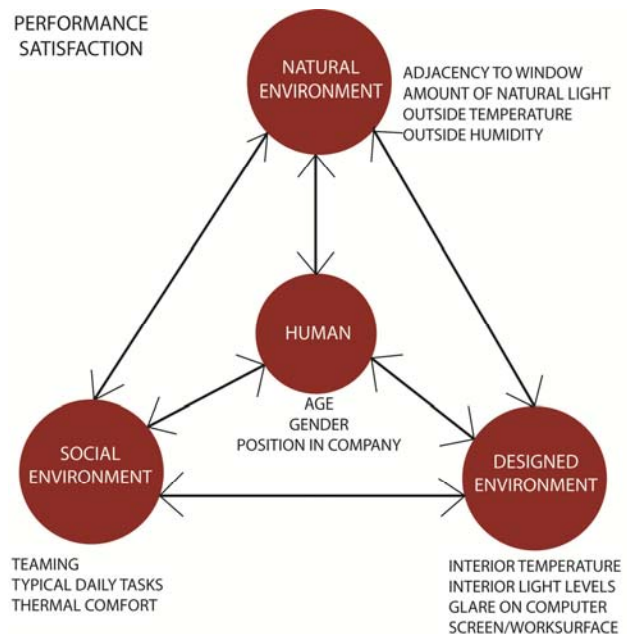 PERFORMANCE
SATISFACTION
NATURAL
ENVIRONMENT
ADJACENCY TO WINDOW
AMOUNT OF NATURAL LIGHT
OUTSIDE TEMPERATURE
OUTSIDE HUMIDITY
HUMAN
AGE
GENDER
POSITION IN COMPANY
SOCIAL
ENVIRONMENT
DESIGNED
ENVIRONMENT
TEAMING
TYPICAL DAILY TASKS
THERMAL COMFORT
INTERIOR TEMPERATURE
INTERIOR LIGHT LEVELS
GLARE ON COMPUTER
SCREEN/WORKSURFACE